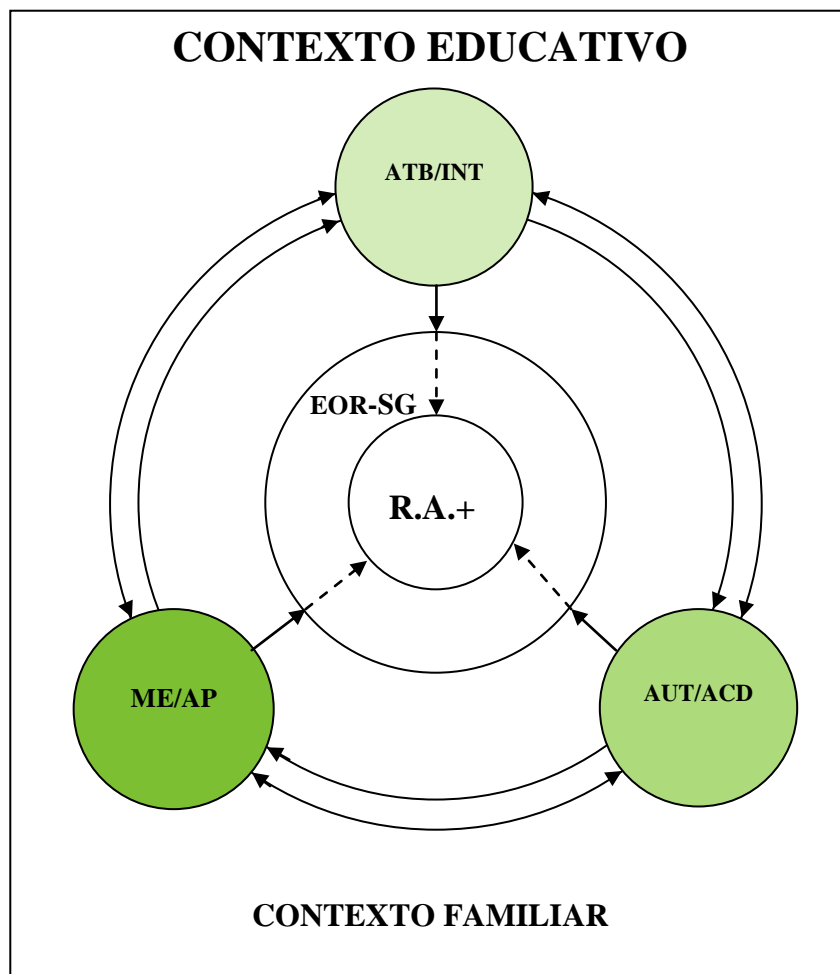 CONTEXTO EDUCATIVO
ATB/INT
EOR-SG
R.A.+
ME/AP
AUT/ACD
CONTEXTO FAMILIAR